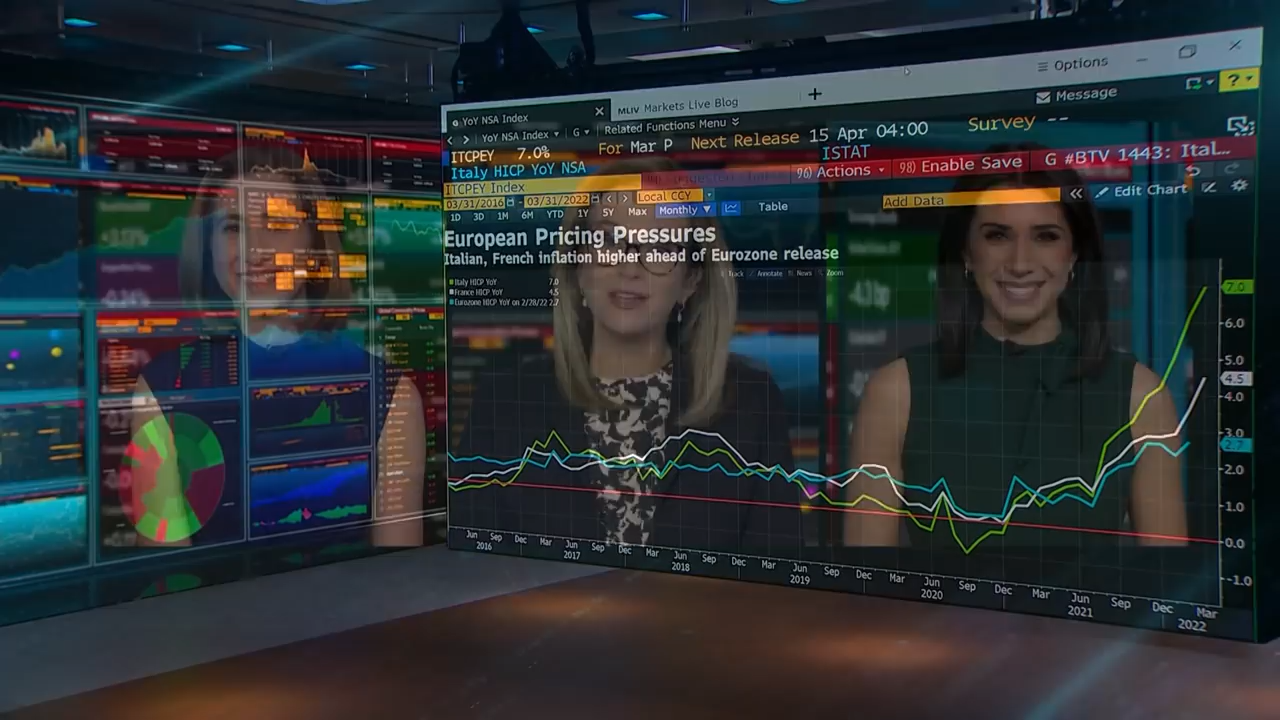 YoY NSA Index
MLIV Markets Live Blog
Options
YoY NSA Index
G
Related Functions Menu
Message
?
ITCPEY 7.0%
For Mar P Next Release 15 Apr 04:00 Survey --
Italy HICP YoY NSA
ISTAT
ITCPEY Index
96) Actions
98) Enable Save
G #BTV 1443: Ital...
03/31/2016 - 03/31/2022
Local CCY
Add Data
Edit Chart
1D 3D 1M 6M YTD 1Y 5Y Max Monthly Table
European Pricing Pressures
Italian, French inflation higher ahead of Eurozone release
Track Annotate News Zoom
Italy HICP YoY 7.0
France HICP YoY 4.5
Eurozone HICP YoY on 2/28/22 2.7
7.0
6.0
5.0
4.5
4.0
3.0
2.7
2.0
1.0
0.0
-1.0
Jun Sep Dec Mar Jun Sep Dec Mar Jun Sep Dec Mar Jun Sep Dec Mar Jun Sep Dec Mar Jun Sep Dec Mar
2016 2017 2018 2019 2020 2021 2022